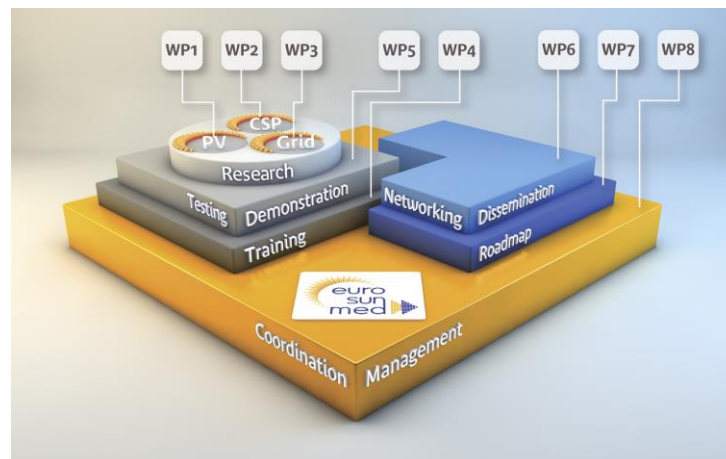 WP1
WP2
WP3
WP5
WP4
WP6
WP7
WP8
CSP
PV
Grid
Research
Testing
Demonstration
Training
Networking
Dissemination
Roadmap
euro
sun
med
Coordination
Management